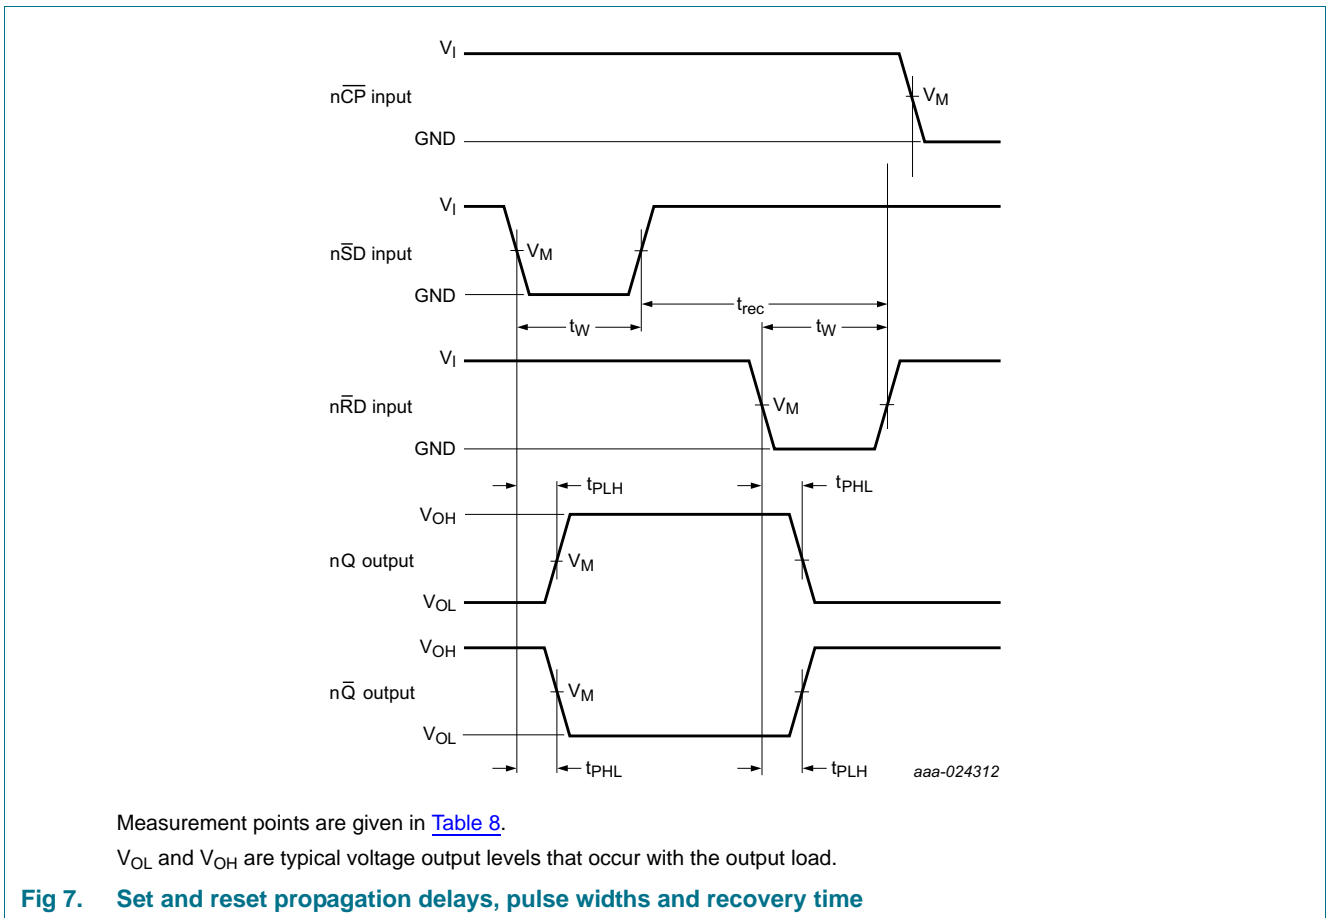 VI
nC̅P̅ input
VM
GND
VI
nS̅D input
VM
GND
trec
tW
tW
VI
nR̅D input
VM
GND
tPLH
tPHL
VOH
nQ output
VM
VOL
VOH
nQ̅ output
VM
VOL
tPHL
tPLH
aaa-024312
Measurement points are given in Table 8.
VOL and VOH are typical voltage output levels that occur with the output load.
Fig 7. Set and reset propagation delays, pulse widths and recovery time